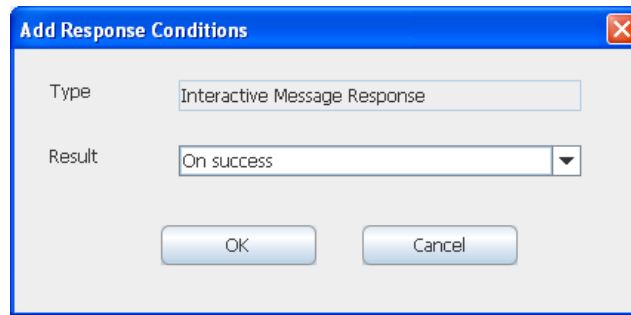 Add Response Conditions
Type
Interactive Message Response
Result
On success
OK
Cancel